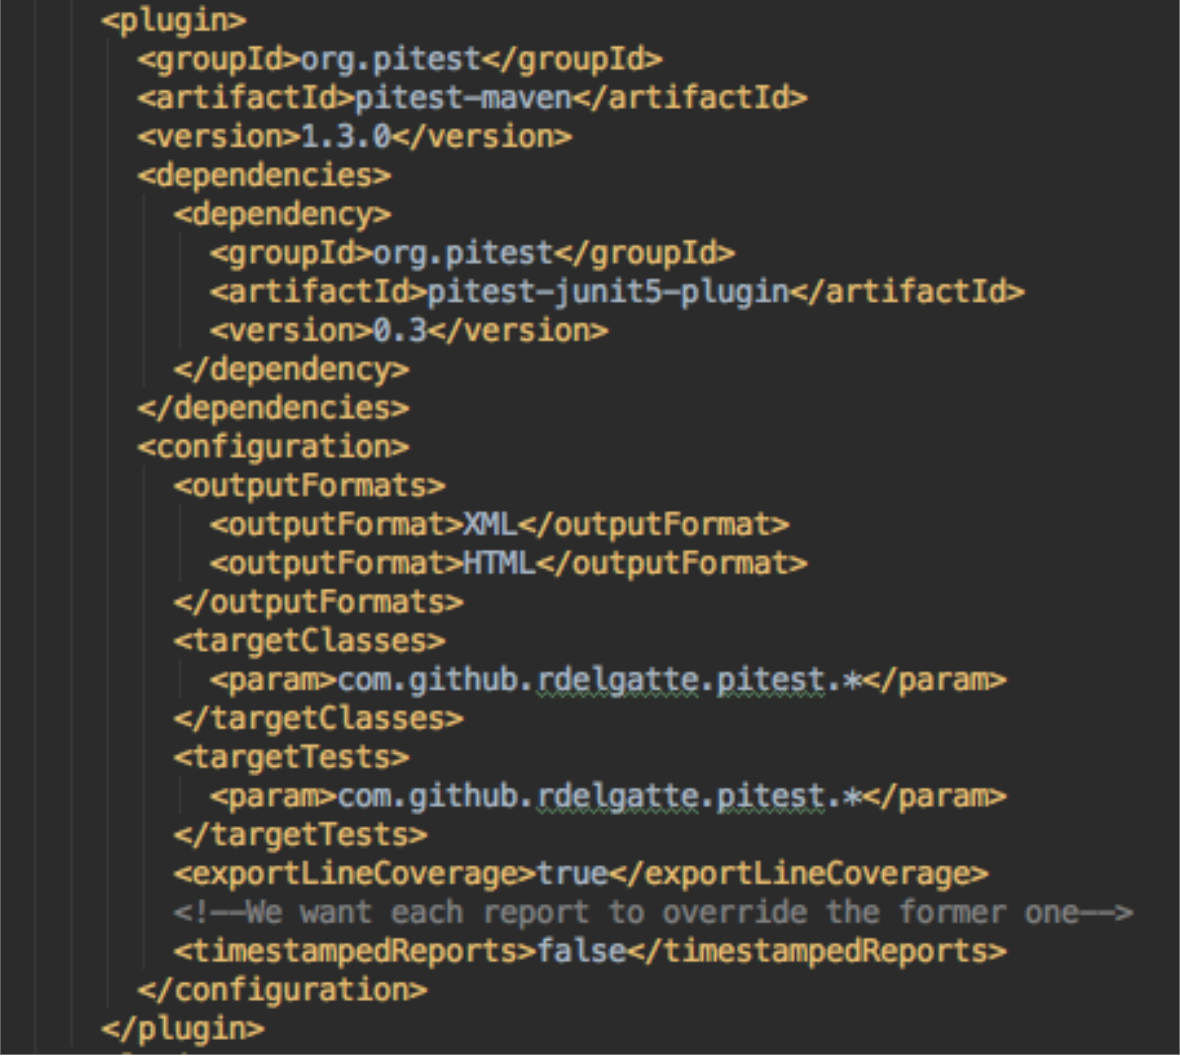 <plugin>
<groupId>org.pitest</groupId>
<artifactId>pitest-maven</artifactId>
<version>1.3.0</version>
<dependencies>
<dependency>
<groupId>org.pitest</groupId>
<artifactId>pitest-junit5-plugin</artifactId>
<version>0.3</version>
</dependency>
</dependencies>
<configuration>
<outputFormats>
<outputFormat>XML</outputFormat>
<outputFormat>HTML</outputFormat>
</outputFormats>
<targetClasses>
<param>com.github.rdelgatte.pitest.*</param>
</targetClasses>
<targetTests>
<param>com.github.rdelgatte.pitest.*</param>
</targetTests>
<exportLineCoverage>true</exportLineCoverage>
<!--We want each report to override the former one-->
<timestampedReports>false</timestampedReports>
</configuration>
</plugin>